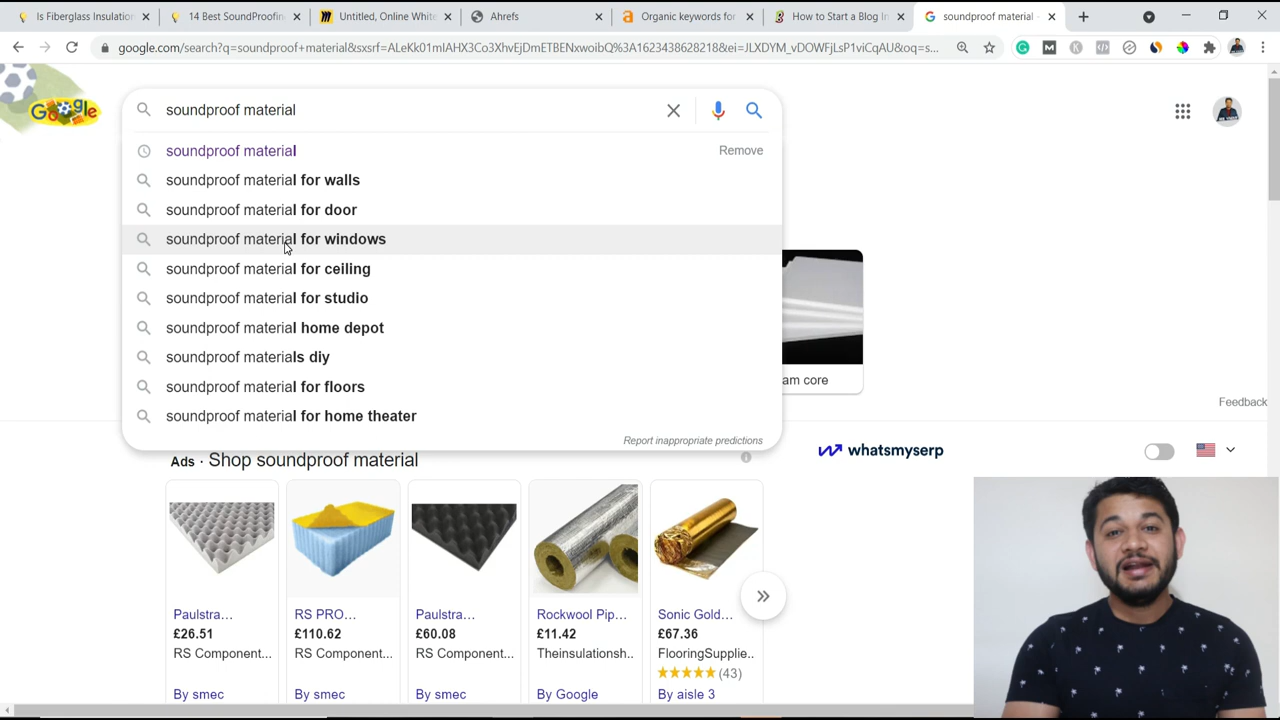 Is Fiberglass Insulation
14 Best SoundProofin
Untitled, Online White
Ahrefs
Organic keywords for
How to Start a Blog In
soundproof material -
google.com/search?q=soundproof+material&sxsrf=ALeKk01mIAHX3Cl3XhvEjDmETBENxwoibQ%3A1623438628218&ei=JLXDYM_vDOWFjLsP1viCqAU&oq=s...
Google
soundproof material
soundproof material
Remove
soundproof material for walls
soundproof material for door
soundproof material for windows
soundproof material for ceiling
soundproof material for studio
soundproof material home depot
soundproof materials diy
soundproof material for floors
soundproof material for home theater
Report inappropriate predictions
am core
Feedback
Ads · Shop soundproof material
whatsmyserp
Paulstra...
£26.51
RS Component...
By smec
RS PRO...
£110.62
RS Component...
By smec
Paulstra...
£60.08
RS Component...
By smec
Rockwool Pip...
£11.42
Theinsulationsh..
By Google
Sonic Gold...
£67.36
FlooringSupplie...
(43)
By aisle 3